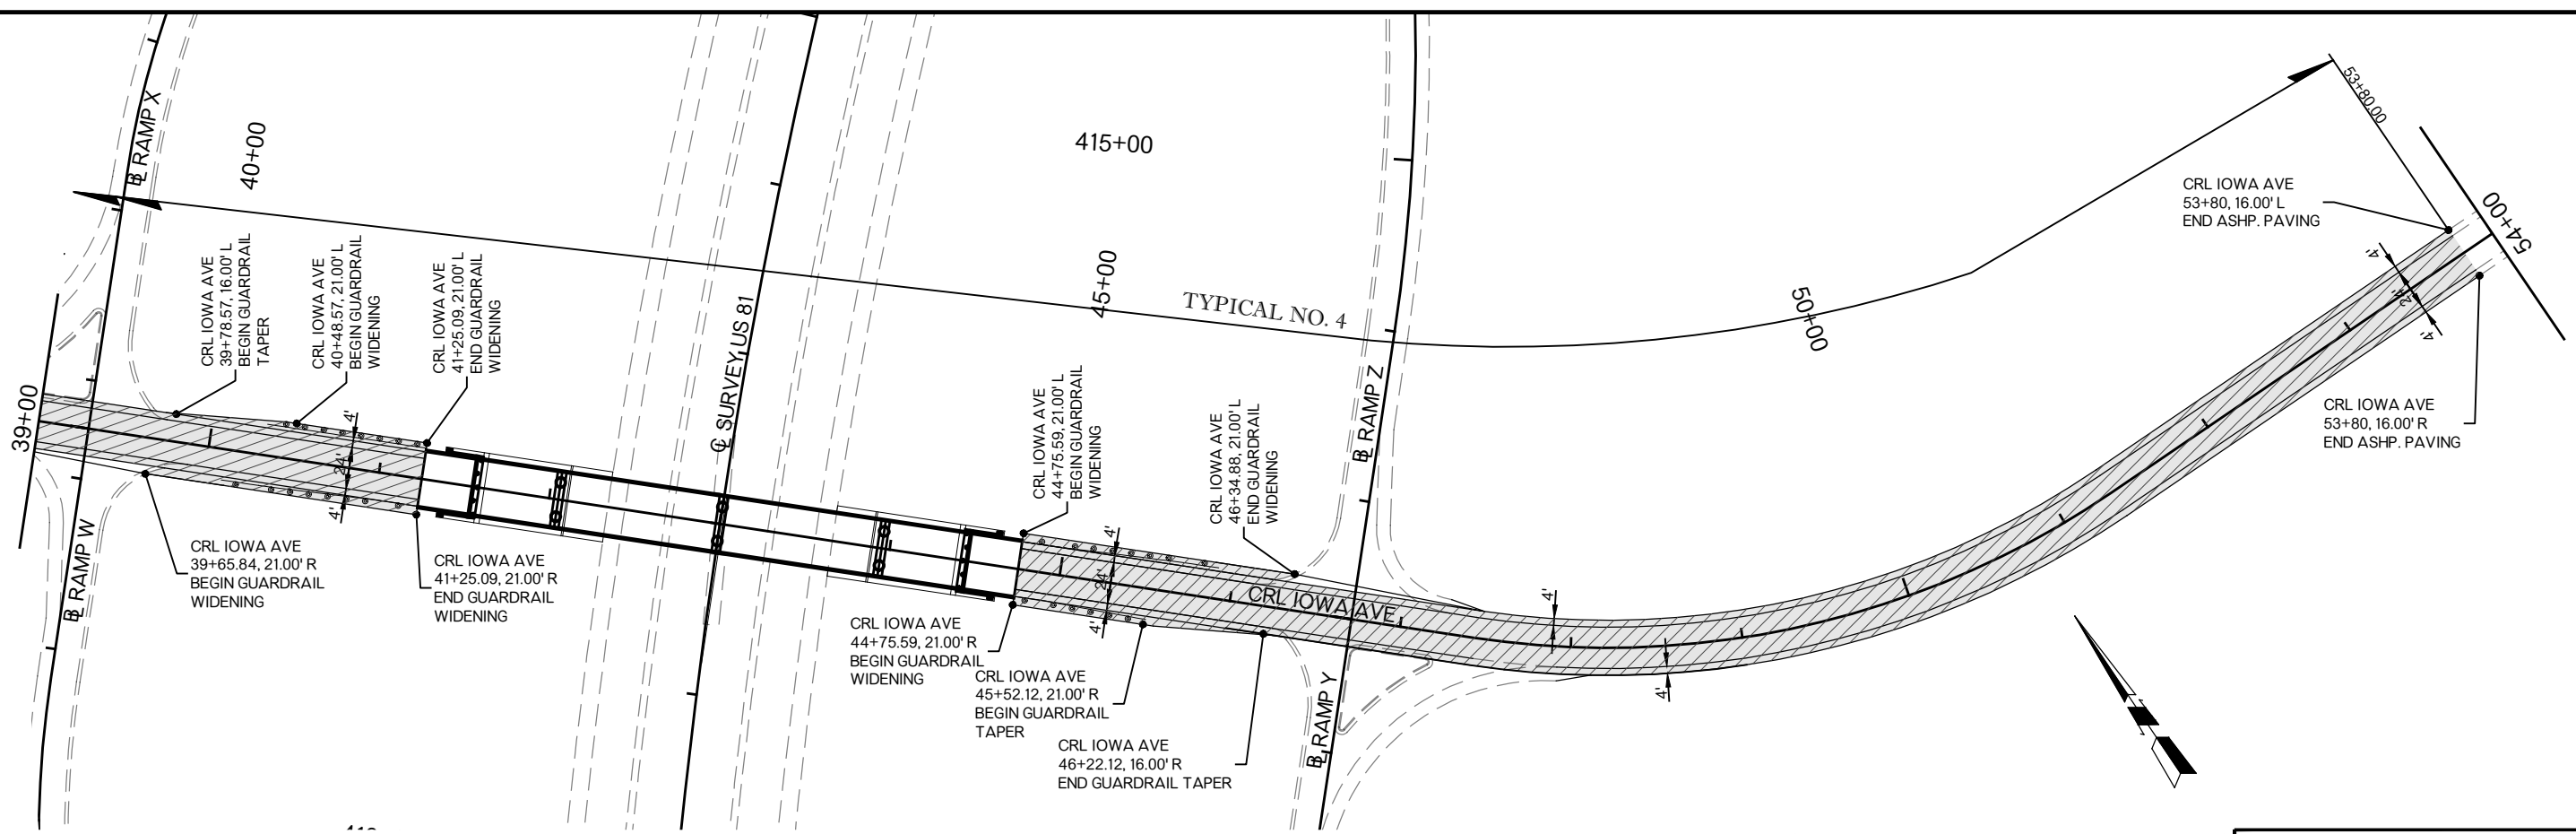 ℄ SURVEY US 81
BL RAMP X
BL RAMP W
BL RAMP Z
BL RAMP Y
39+00
40+00
415+00
45+00
50+00
54+00
53+80.00
TYPICAL NO. 4
CRL IOWA AVE
CRL IOWA AVE
39+78.57, 16.00' L
BEGIN GUARDRAIL
TAPER
CRL IOWA AVE
40+48.57, 21.00' L
BEGIN GUARDRAIL
WIDENING
CRL IOWA AVE
41+25.09, 21.00' L
END GUARDRAIL
WIDENING
4'
24'
4'
CRL IOWA AVE
39+65.84, 21.00' R
BEGIN GUARDRAIL
WIDENING
CRL IOWA AVE
41+25.09, 21.00' R
END GUARDRAIL
WIDENING
CRL IOWA AVE
44+75.59, 21.00' L
BEGIN GUARDRAIL
WIDENING
CRL IOWA AVE
46+34.88, 21.00' L
END GUARDRAIL
WIDENING
4'
24'
4'
CRL IOWA AVE
44+75.59, 21.00' R
BEGIN GUARDRAIL
WIDENING
CRL IOWA AVE
45+52.12, 21.00' R
BEGIN GUARDRAIL
TAPER
CRL IOWA AVE
46+22.12, 16.00' R
END GUARDRAIL TAPER
4'
4'
CRL IOWA AVE
53+80, 16.00' L
END ASHP. PAVING
4'
24'
4'
CRL IOWA AVE
53+80, 16.00' R
END ASHP. PAVING